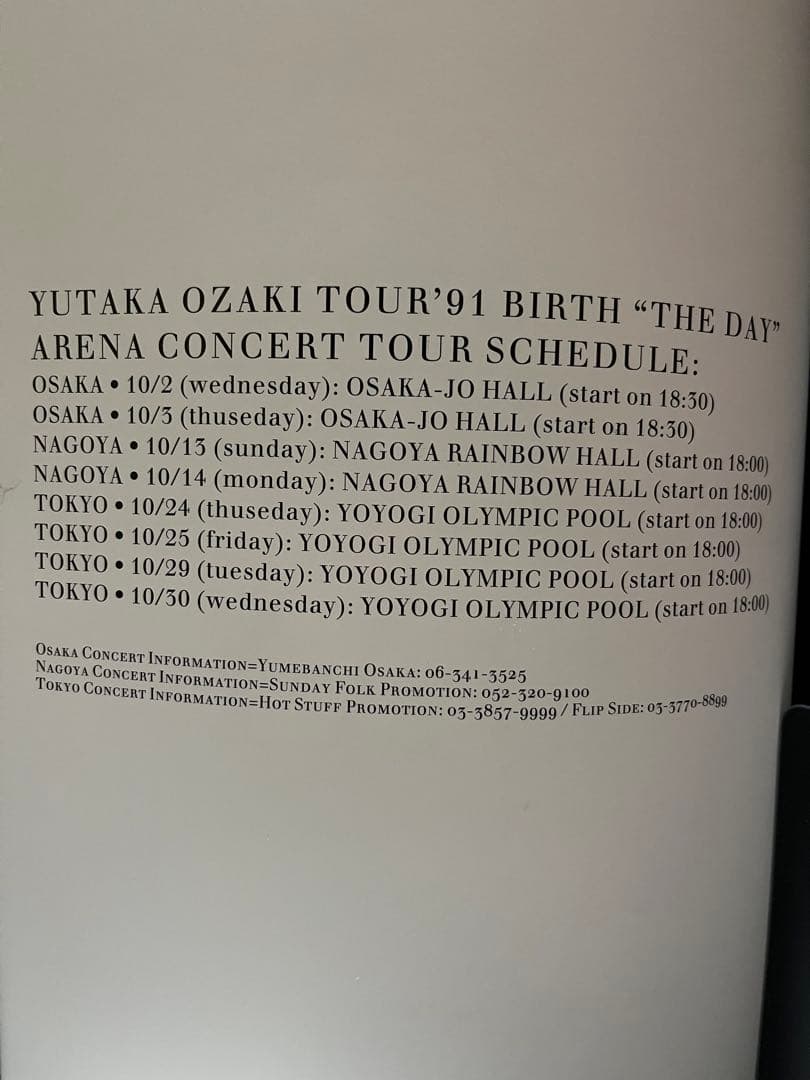 YUTAKA OZAKI TOUR'91 BIRTH “THE DAY”
ARENA CONCERT TOUR SCHEDULE:
OSAKA • 10/2 (wednesday): OSAKA-JO HALL (start on 18:30)
OSAKA • 10/3 (thuseday): OSAKA-JO HALL (start on 18:30)
NAGOYA • 10/13 (sunday): NAGOYA RAINBOW HALL (start on 18:00)
NAGOYA • 10/14 (monday): NAGOYA RAINBOW HALL (start on 18:00)
TOKYO • 10/24 (thuseday): YOYOGI OLYMPIC POOL (start on 18:00)
TOKYO • 10/25 (friday): YOYOGI OLYMPIC POOL (start on 18:00)
TOKYO • 10/29 (tuesday): YOYOGI OLYMPIC POOL (start on 18:00)
TOKYO • 10/30 (wednesday): YOYOGI OLYMPIC POOL (start on 18:00)
OSAKA CONCERT INFORMATION=YUMEBANCHI OSAKA: 06-341-3525
NAGOYA CONCERT INFORMATION=SUNDAY FOLK PROMOTION: 052-320-9100
TOKYO CONCERT INFORMATION=HOT STUFF PROMOTION: 03-3857-9999 / FLIP SIDE: 03-3770-8899